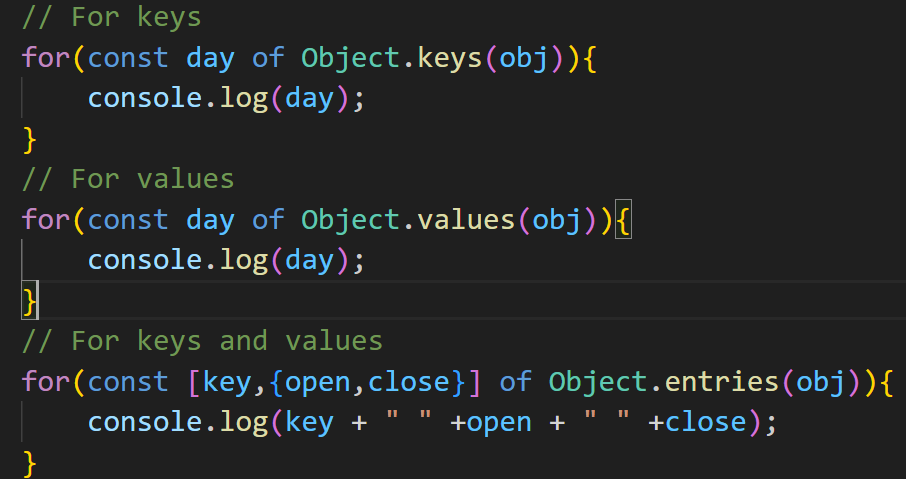 // For keys
for(const day of Object.keys(obj)){
    console.log(day);
}
// For values
for(const day of Object.values(obj)){
    console.log(day);
}
// For keys and values
for(const [key,{open,close}] of Object.entries(obj)){
    console.log(key + " " +open + " " +close);
}